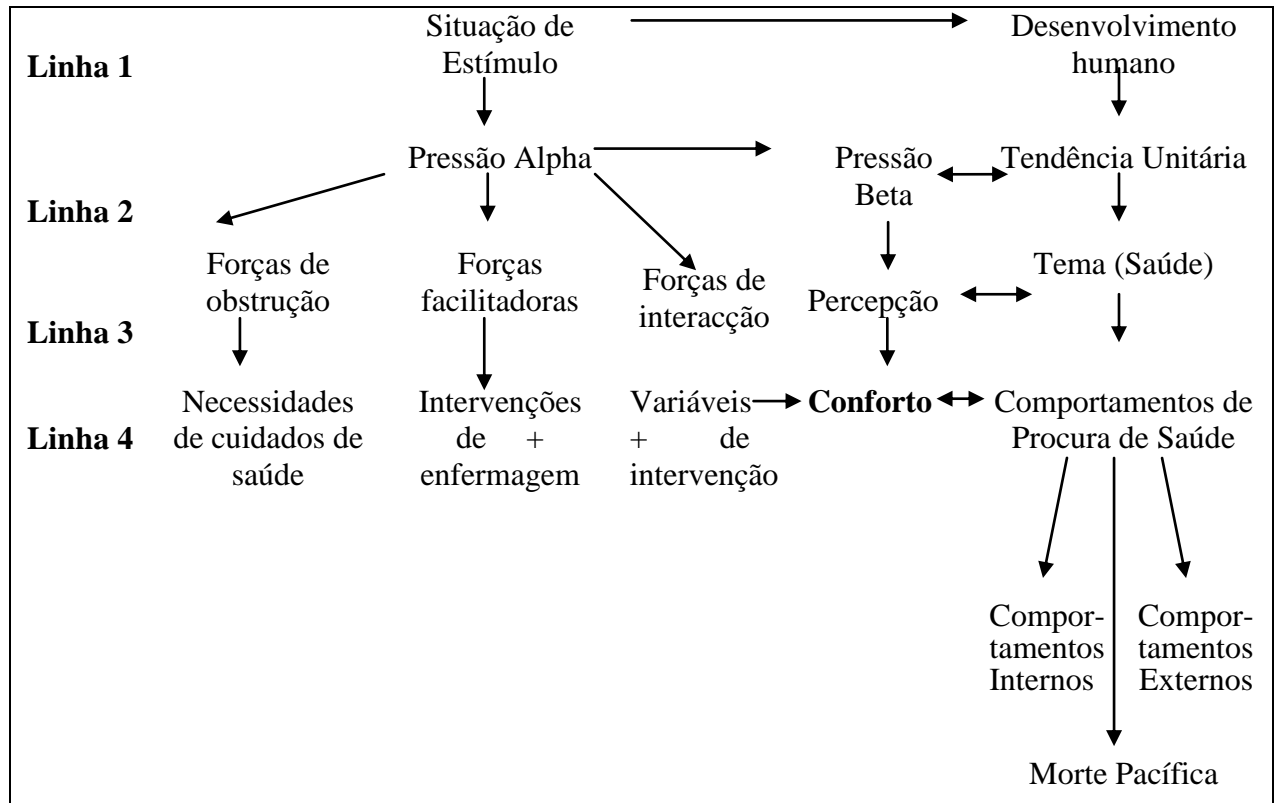 Situação de
Estímulo
Desenvolvimento
humano
Linha 1
Pressão Alpha
Pressão
Beta
Tendência Unitária
Linha 2
Forças de
obstrução
Forças
facilitadoras
Forças de
interacção
Percepção
Tema (Saúde)
Linha 3
Necessidades
de cuidados de
saúde
Intervenções
de +
enfermagem
Variáveis
+ de
intervenção
Conforto
Comportamentos de
Procura de Saúde
Linha 4
Compor-
tamentos
Internos
Compor-
tamentos
Externos
Morte Pacífica